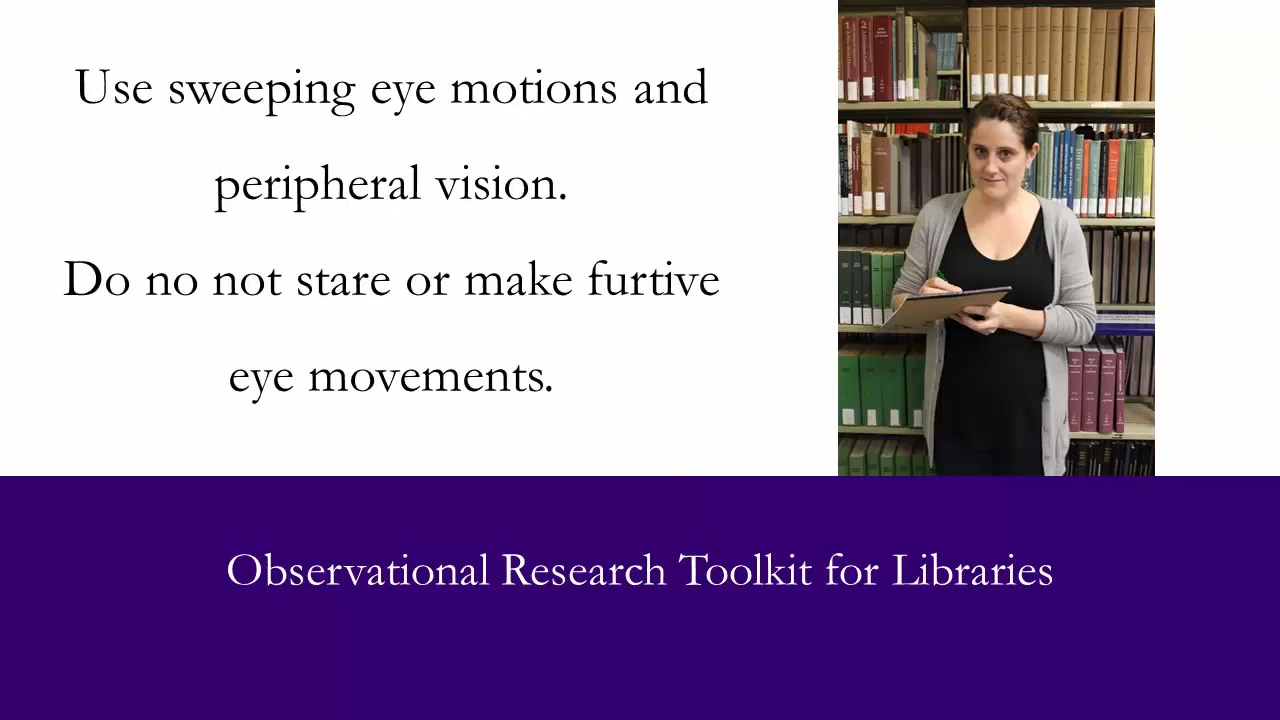 Use sweeping eye motions and
peripheral vision.
Do no not stare or make furtive
eye movements.
Observational Research Toolkit for Libraries